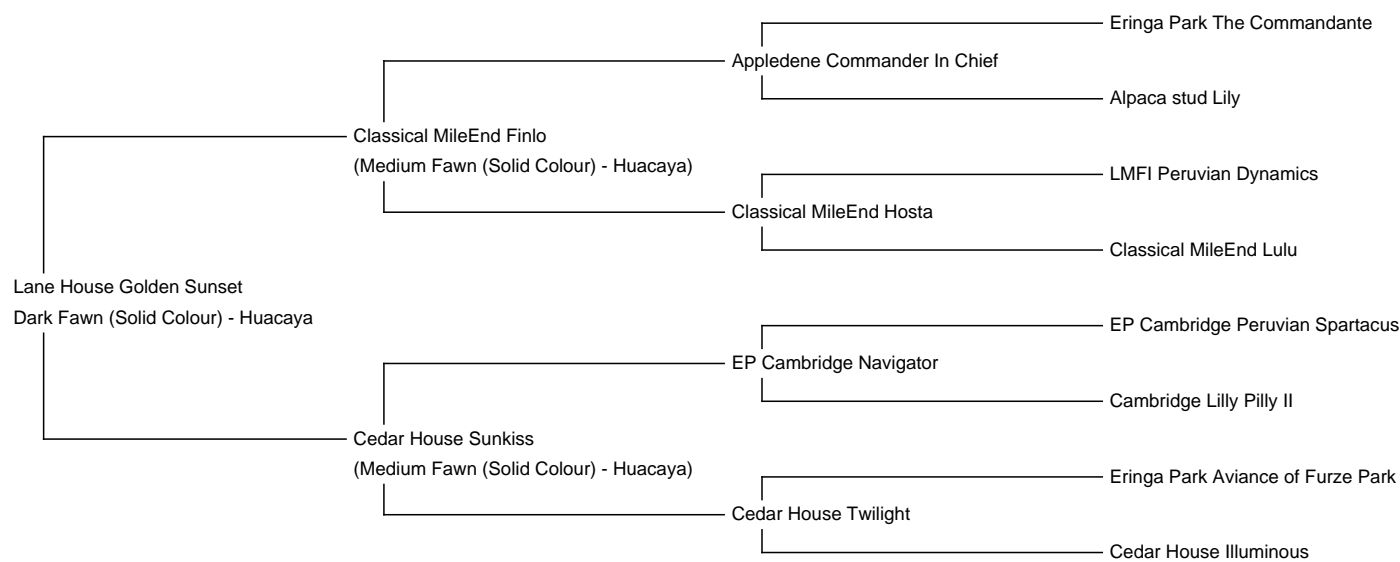 Eringa Park The Commandante
Appledene Commander In Chief
Alpaca stud Lily
Classical MileEnd Finlo
(Medium Fawn (Solid Colour) - Huacaya)
LMFI Peruvian Dynamics
Classical MileEnd Hosta
Classical MileEnd Lulu
Lane House Golden Sunset
Dark Fawn (Solid Colour) - Huacaya
EP Cambridge Peruvian Spartacus
EP Cambridge Navigator
Cambridge Lilly Pilly II
Cedar House Sunkiss
(Medium Fawn (Solid Colour) - Huacaya)
Eringa Park Aviance of Furze Park
Cedar House Twilight
Cedar House Illuminous